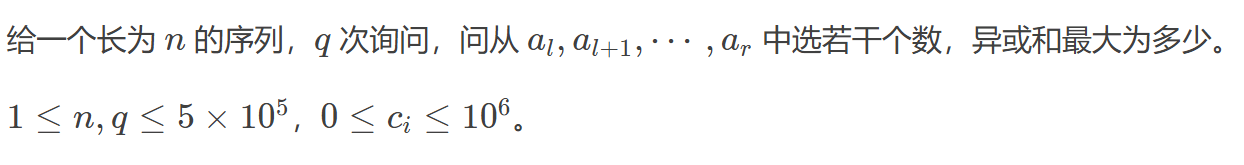 给一个长为 n 的序列，q 次询问，问从 a_l, a_{l+1}, ⋯ , a_r 中选若干个数，异或和最大为多少。
1 ≤ n, q ≤ 5 × 10^5，0 ≤ c_i ≤ 10^6。